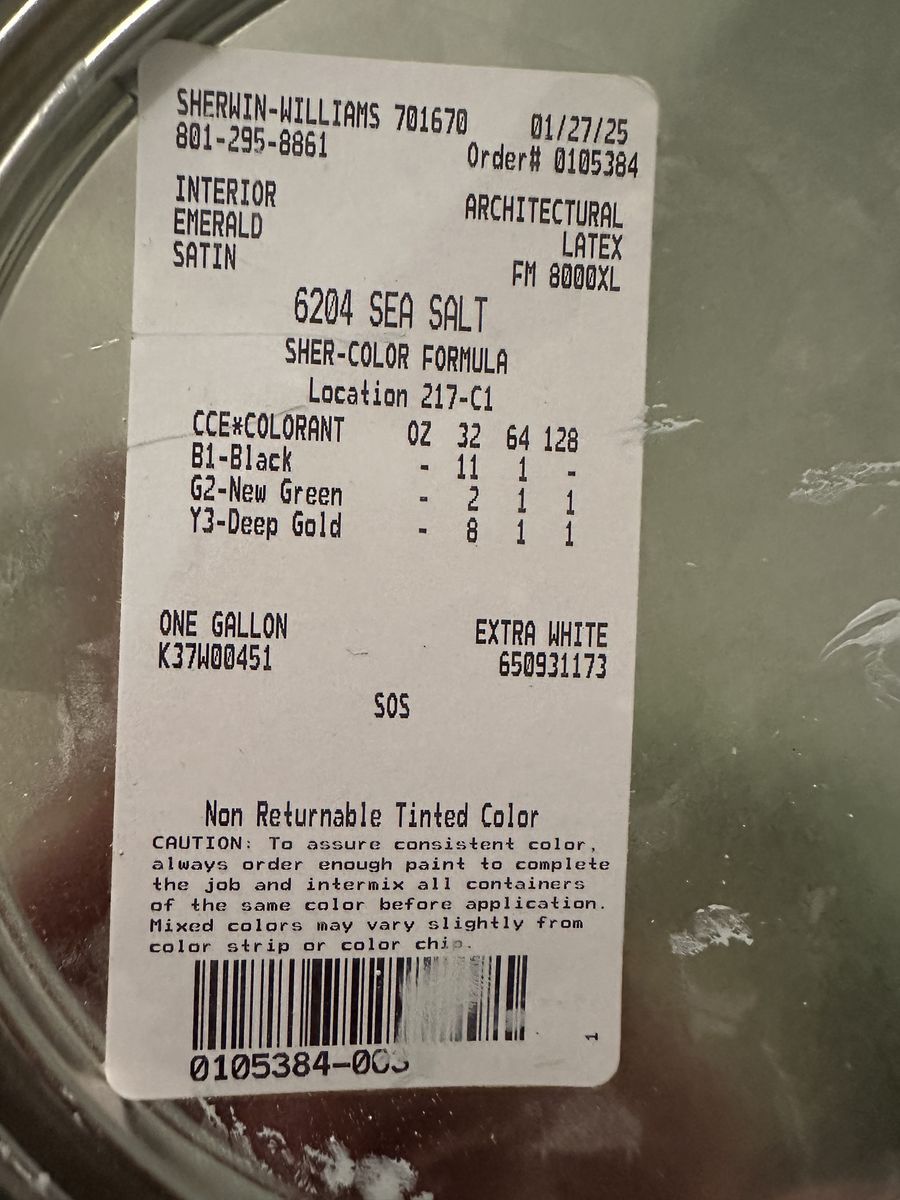 SHERWIN-WILLIAMS 701670 01/27/25
801-295-8861 Order# 0105384
INTERIOR ARCHITECTURAL
EMERALD LATEX
SATIN FM 8000XL
6204 SEA SALT
SHER-COLOR FORMULA
Location 217-C1
CCE*COLORANT OZ 32 64 128
B1-Black - 11 1 -
G2-New Green - 2 1 1
Y3-Deep Gold - 8 1 1
ONE GALLON EXTRA WHITE
K37W00451 650931173
SOS
Non Returnable Tinted Color
CAUTION: To assure consistent color,
always order enough paint to complete
the job and intermix all containers
of the same color before application.
Mixed colors may vary slightly from
color strip or color chip.
1
0105384-003